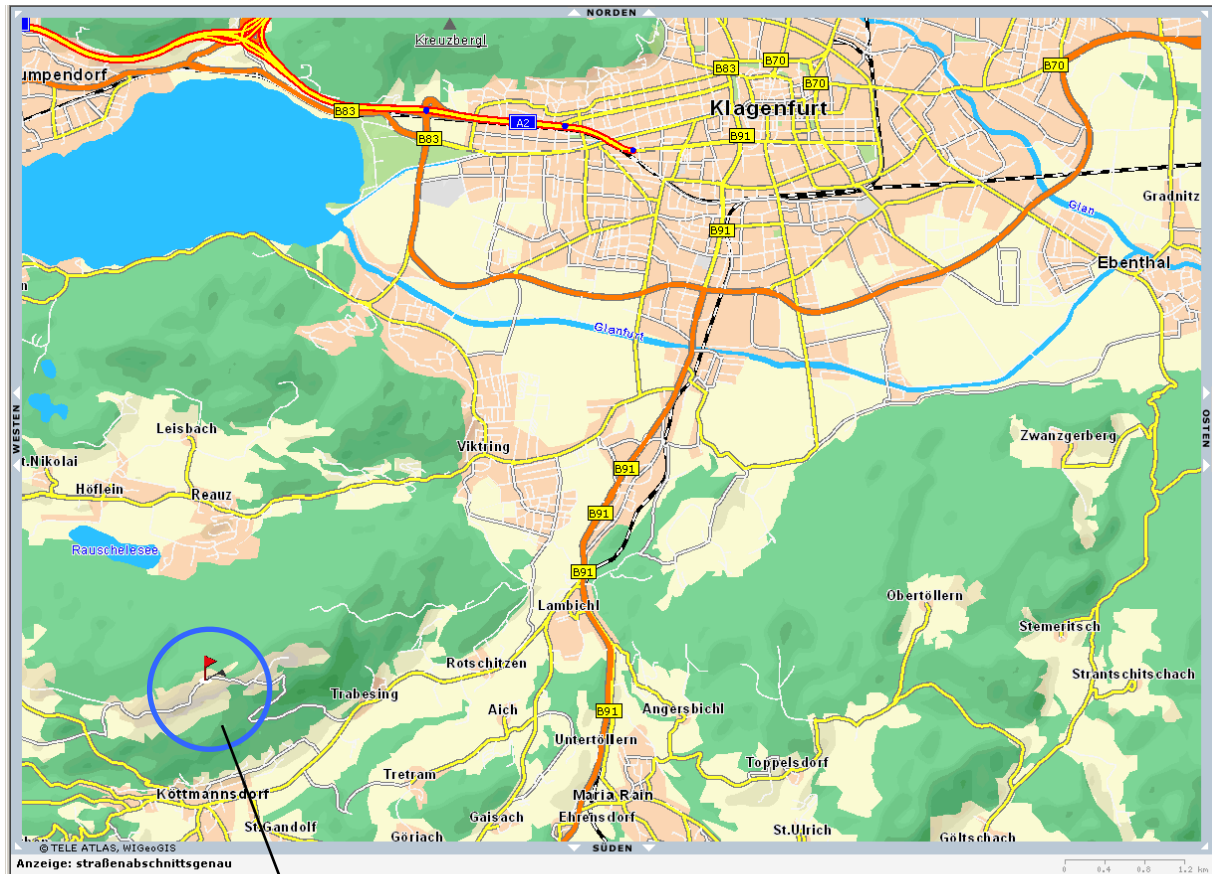 NORDEN
Kreuzbergl
umpendorf
B83
B70
B70
B70
B83
Klagenfurt
A2
B83
B91
Gradnitz
Glan
B91
Ebenthal
n
Glanfurt
WESTEN
OSTEN
Leisbach
Zwanzgerberg
Viktring
t.Nikolai
B91
Höflein
Reauz
B91
Rauschelesee
B91
Obertöllern
Lambichl
Stemeritsch
Rotschitzen
Strantschitschach
Trabesing
Aich
B91
Angersbichl
Untertöllern
Toppelsdorf
Tretram
Köttmannsdorf
Maria Rain
Gaisach
Ehrensdorf
St.Gandolf
St.Ulrich
Göriach
Göltschach
han
© TELE ATLAS, WIGeoGIS
SÜDEN
Anzeige: straßenabschnittsgenau
0 0.4 0.8 1.2 km